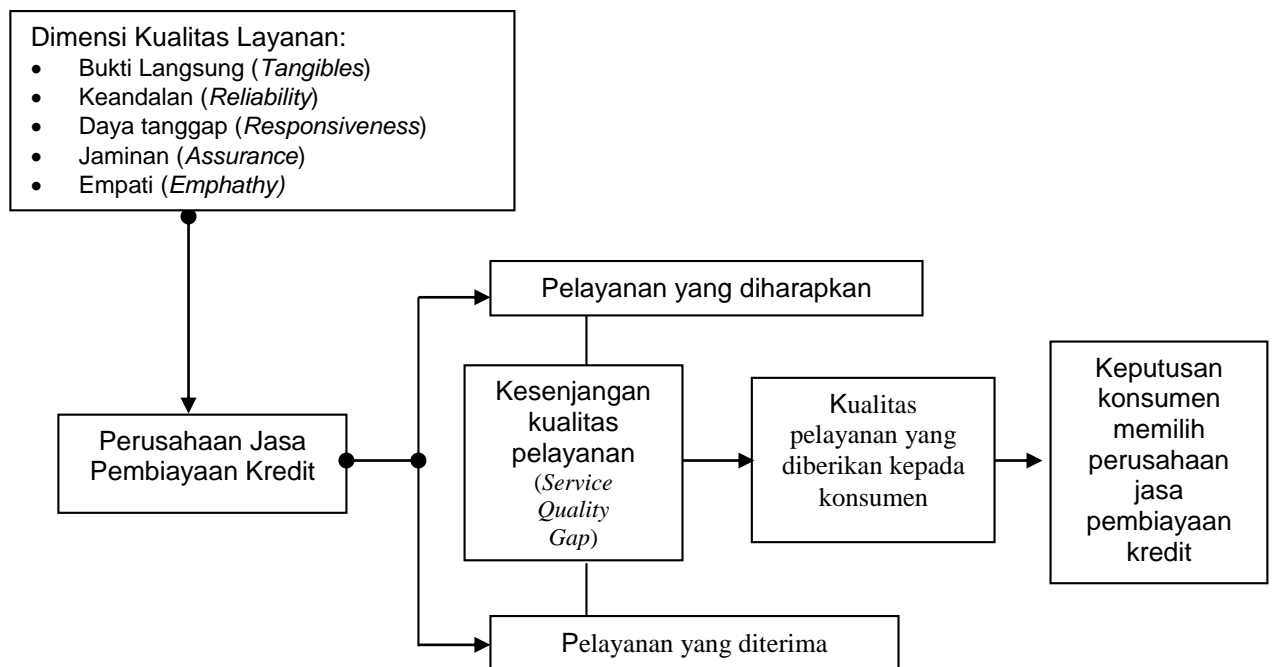 Dimensi Kualitas Layanan:
• Bukti Langsung (Tangibles)
• Keandalan (Reliability)
• Daya tanggap (Responsiveness)
• Jaminan (Assurance)
• Empati (Emphathy)
Pelayanan yang diharapkan
Perusahaan Jasa
Pembiayaan Kredit
Kesenjangan
kualitas
pelayanan
(Service
Quality
Gap)
Kualitas
pelayanan yang
diberikan kepada
konsumen
Keputusan
konsumen
memilih
perusahaan
jasa
pembiayaan
kredit
Pelayanan yang diterima